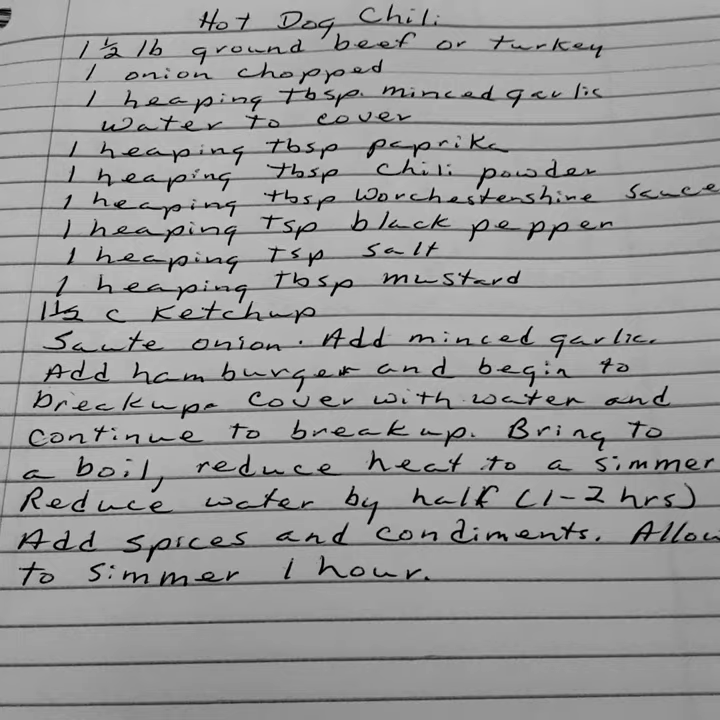 Hot Dog Chili
1 ½ lb ground beef or turkey
1 onion chopped
1 heaping tbsp. minced garlic
water to cover
1 heaping tbsp paprika
1 heaping tbsp chili powder
1 heaping tbsp Worchestenshine sauce
1 heaping tsp black pepper
1 heaping tsp salt
1 heaping tbsp mustard
1½ c ketchup
Saute onion. Add minced garlic.
Add hamburger and begin to
breakup. Cover with water and
continue to breakup. Bring to
a boil, reduce heat to a simmer
Reduce water by half (1-2 hrs)
Add spices and condiments. Allow
to simmer 1 hour.